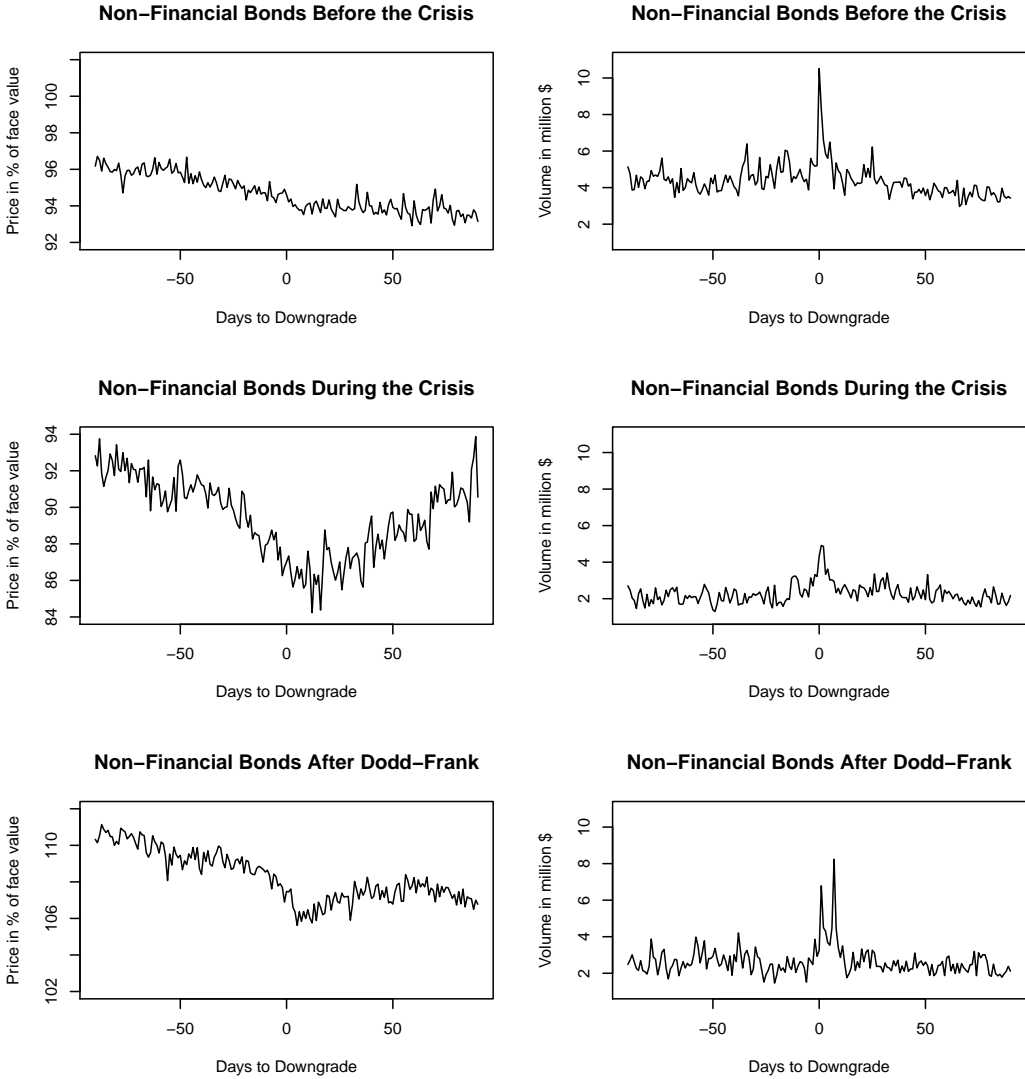 Non−Financial Bonds Before the Crisis
Price in % of face value
92 94 96 98 100
−50 0 50
Days to Downgrade
Non−Financial Bonds Before the Crisis
Volume in million $
2 4 6 8 10
−50 0 50
Days to Downgrade
Non−Financial Bonds During the Crisis
Price in % of face value
84 86 88 90 92 94
−50 0 50
Days to Downgrade
Non−Financial Bonds During the Crisis
Volume in million $
2 4 6 8 10
−50 0 50
Days to Downgrade
Non−Financial Bonds After Dodd−Frank
Price in % of face value
102 106 110
−50 0 50
Days to Downgrade
Non−Financial Bonds After Dodd−Frank
Volume in million $
2 4 6 8 10
−50 0 50
Days to Downgrade